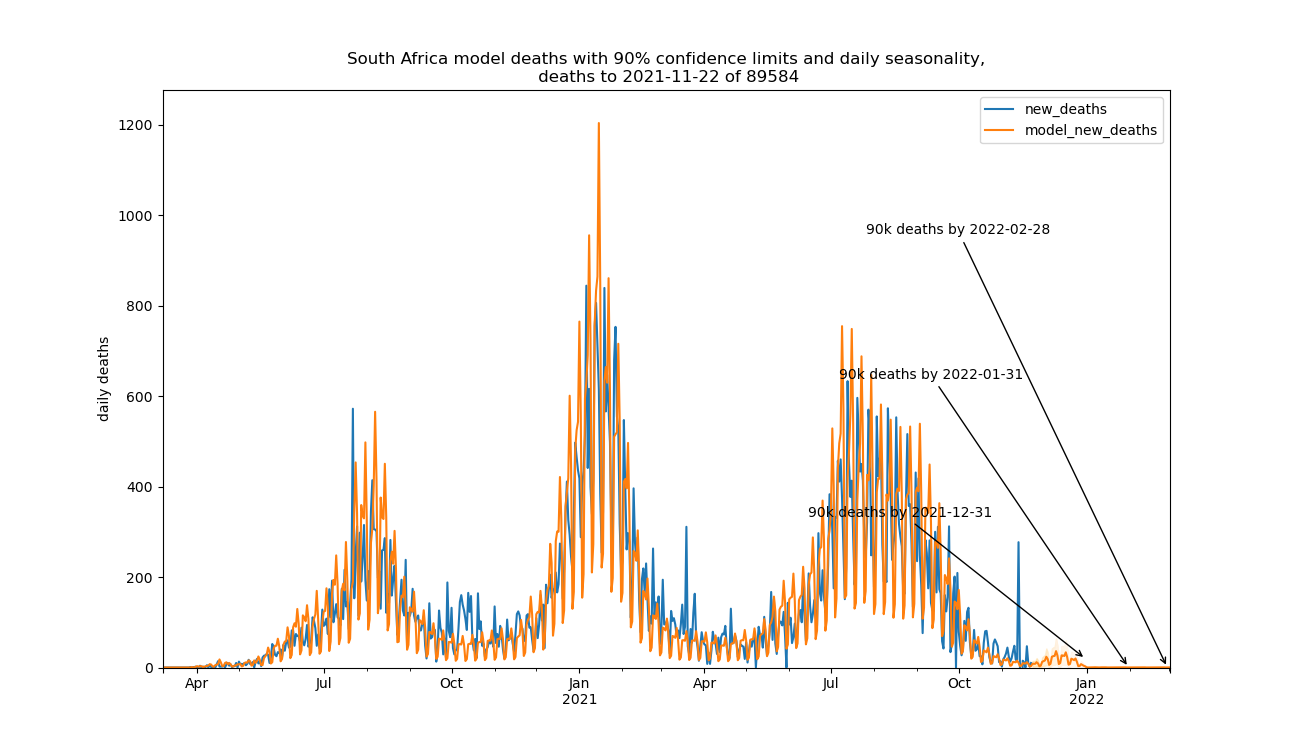 South Africa model deaths with 90% confidence limits and daily seasonality,
deaths to 2021-11-22 of 89584
new_deaths
model_new_deaths
1200
1000
800
600
400
200
0
daily deaths
90k deaths by 2022-02-28
90k deaths by 2022-01-31
90k deaths by 2021-12-31
Apr
Jul
Oct
Jan
2021
Apr
Jul
Oct
Jan
2022